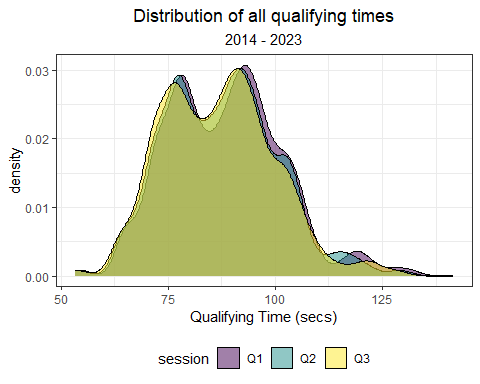 Distribution of all qualifying times
2014 - 2023
0.03
0.02
0.01
0.00
density
50
75
100
125
Qualifying Time (secs)
session
Q1
Q2
Q3